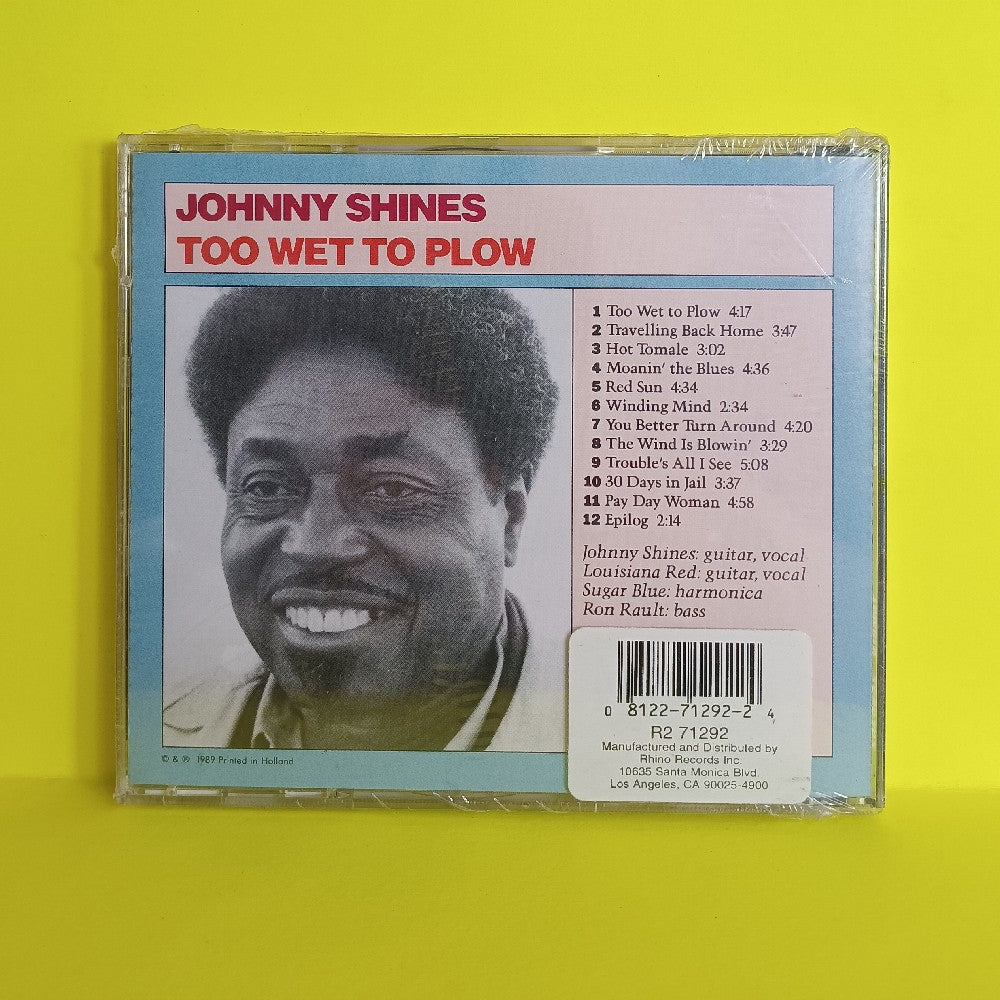 JOHNNY SHINES
TOO WET TO PLOW
1 Too Wet to Plow 4:17
2 Travelling Back Home 3:47
3 Hot Tomale 3:02
4 Moanin' the Blues 4:36
5 Red Sun 4:34
6 Winding Mind 2:34
7 You Better Turn Around 4:20
8 The Wind Is Blowin' 3:29
9 Trouble's All I See 5:08
10 30 Days in Jail 3:37
11 Pay Day Woman 4:58
12 Epilog 2:14
Johnny Shines: guitar, vocal
Louisiana Red: guitar, vocal
Sugar Blue: harmonica
Ron Rault: bass
0 8122-71292-2 4
R2 71292
Manufactured and Distributed by
Rhino Records Inc.
10635 Santa Monica Blvd.
Los Angeles, CA 90025-4900
© & ℗ 1989 Printed in Holland